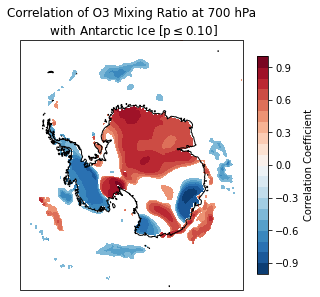 Correlation of O3 Mixing Ratio at 700 hPa
with Antarctic Ice [p ≤ 0.10]
0.9
0.6
0.3
0.0
−0.3
−0.6
−0.9
Correlation Coefficient